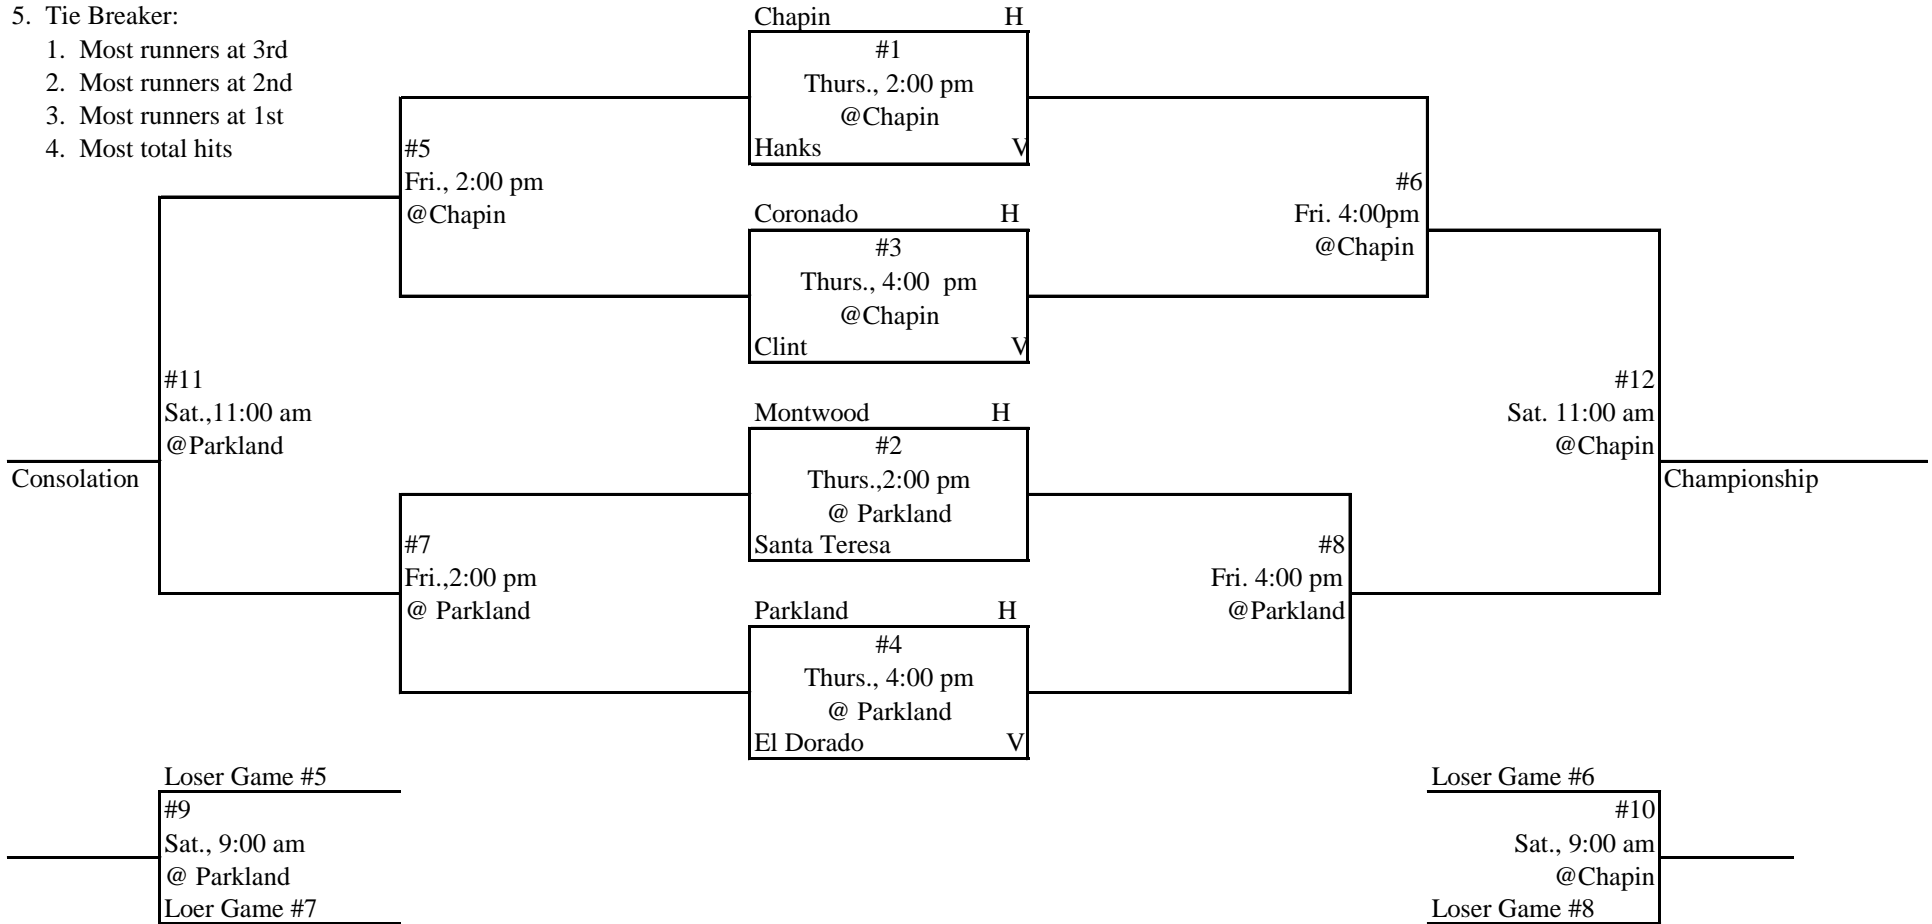 5. Tie Breaker:
1. Most runners at 3rd
2. Most runners at 2nd
3. Most runners at 1st
4. Most total hits
Chapin H
#1
Thurs., 2:00 pm
@Chapin
Hanks V
#5
Fri., 2:00 pm
@Chapin
Coronado H
#3
Thurs., 4:00 pm
@Chapin
Clint V
#6
Fri. 4:00pm
@Chapin
#11
Sat.,11:00 am
@Parkland
Consolation
Montwood H
#2
Thurs.,2:00 pm
@ Parkland
Santa Teresa
#12
Sat. 11:00 am
@Chapin
Championship
#7
Fri.,2:00 pm
@ Parkland
Parkland H
#4
Thurs., 4:00 pm
@ Parkland
El Dorado V
#8
Fri. 4:00 pm
@Parkland
Loser Game #5
#9
Sat., 9:00 am
@ Parkland
Loer Game #7
Loser Game #6
#10
Sat., 9:00 am
@Chapin
Loser Game #8